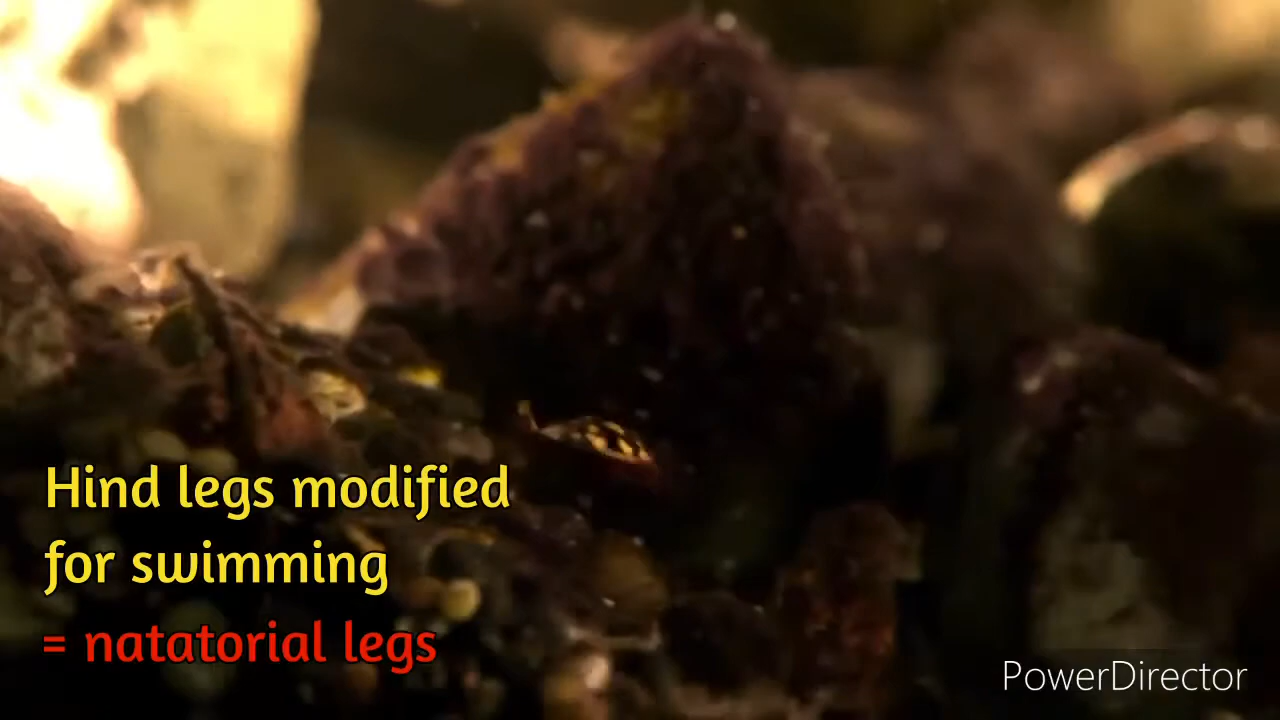 Hind legs modified
for swimming
= natatorial legs
PowerDirector